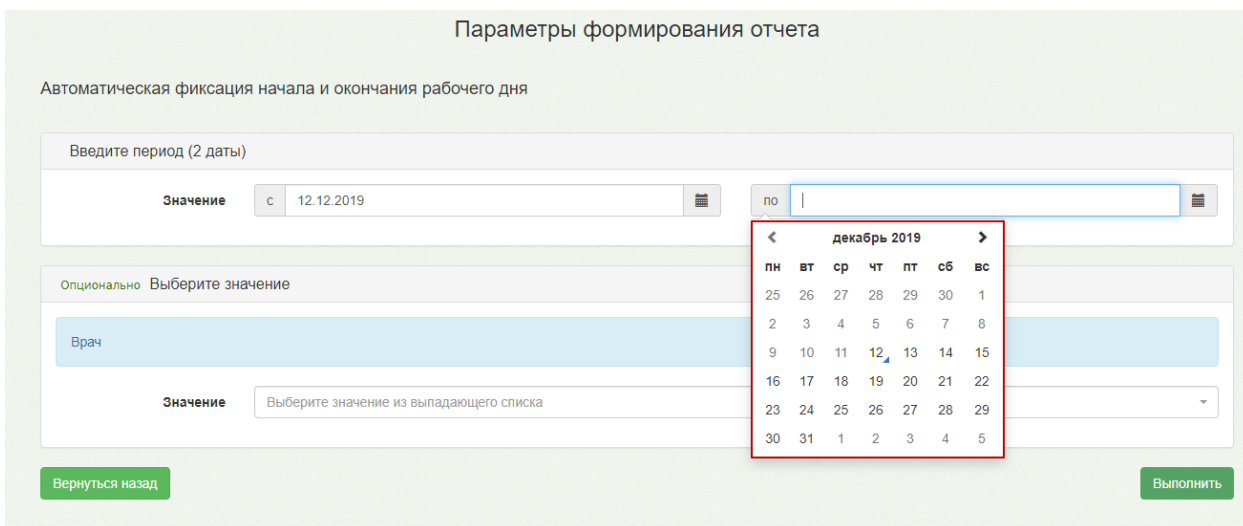 Параметры формирования отчета
Автоматическая фиксация начала и окончания рабочего дня
Введите период (2 даты)
Значение с 12.12.2019 по
декабрь 2019
пн вт ср чт пт сб вс
25 26 27 28 29 30 1
2 3 4 5 6 7 8
9 10 11 12 13 14 15
16 17 18 19 20 21 22
23 24 25 26 27 28 29
30 31 1 2 3 4 5
Опционально Выберите значение
Врач
Значение Выберите значение из выпадающего списка
Вернуться назад Выполнить